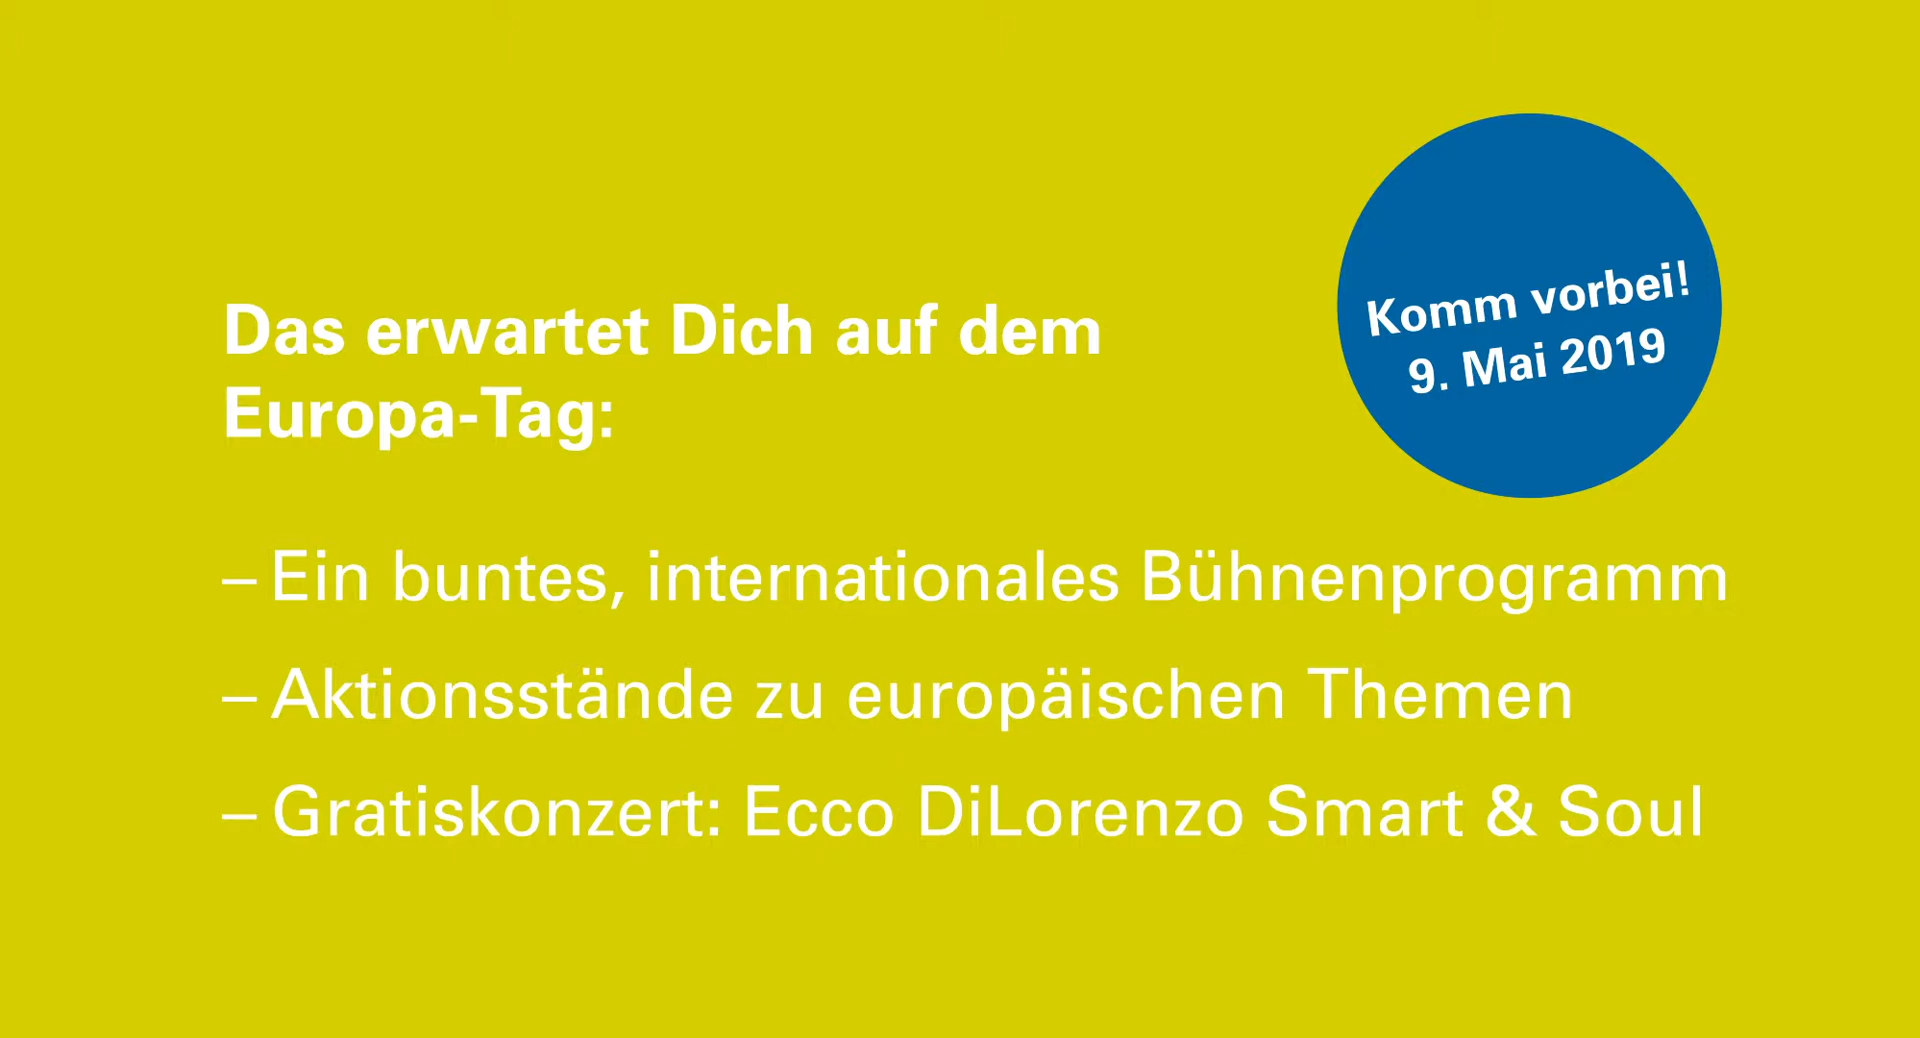 Komm vorbei!
9. Mai 2019
Das erwartet Dich auf dem
Europa-Tag:
– Ein buntes, internationales Bühnenprogramm
– Aktionsstände zu europäischen Themen
– Gratiskonzert: Ecco DiLorenzo Smart & Soul